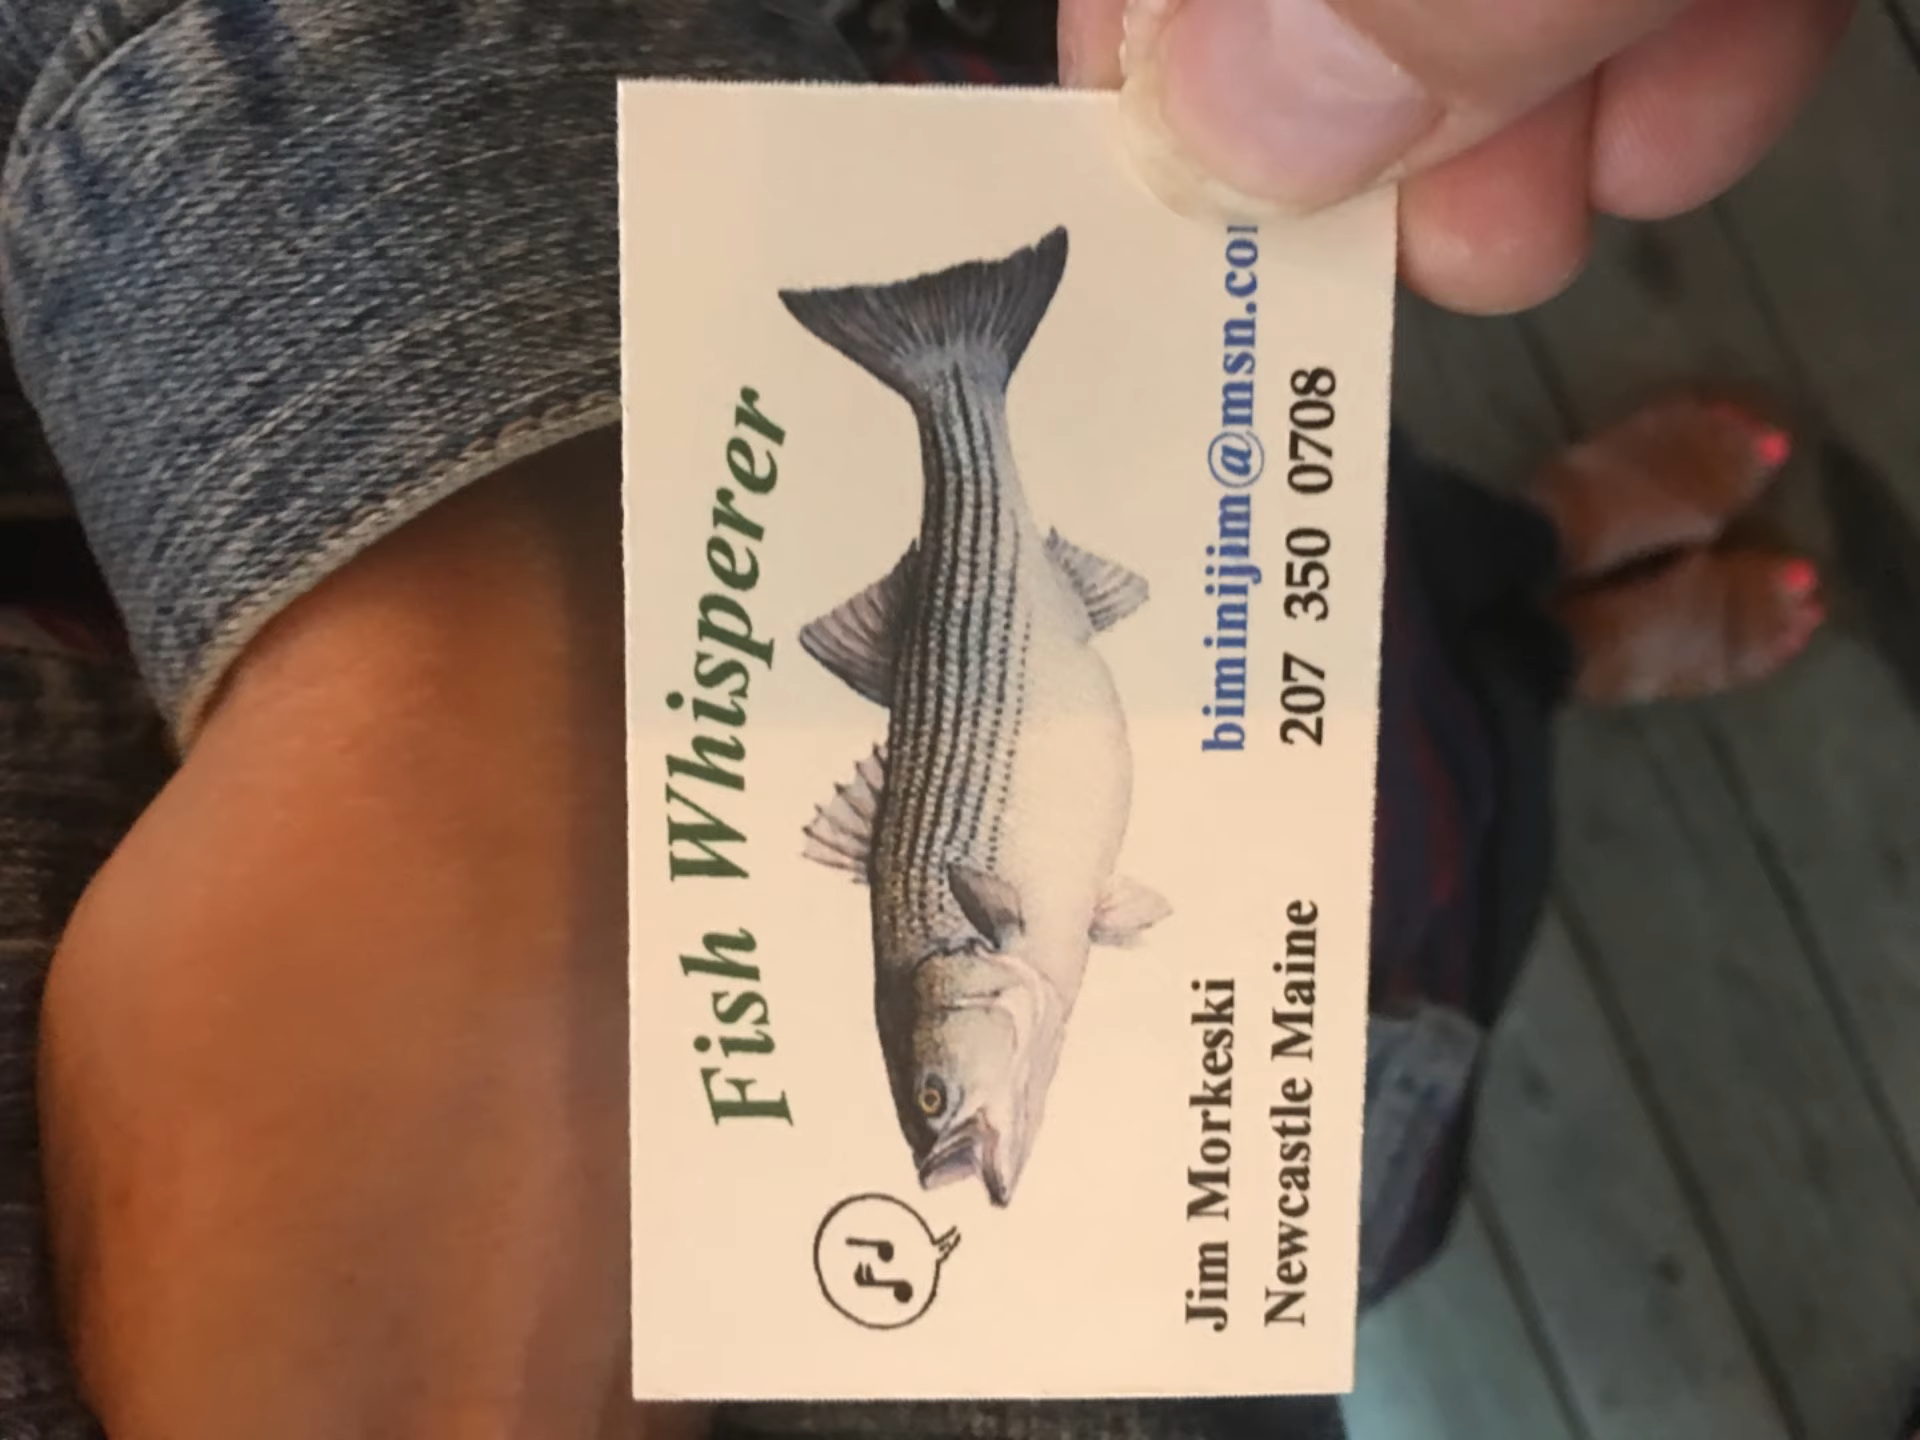 Fish Whisperer
Jim Morkeski
Newcastle Maine
biminijim@msn.co
207 350 0708